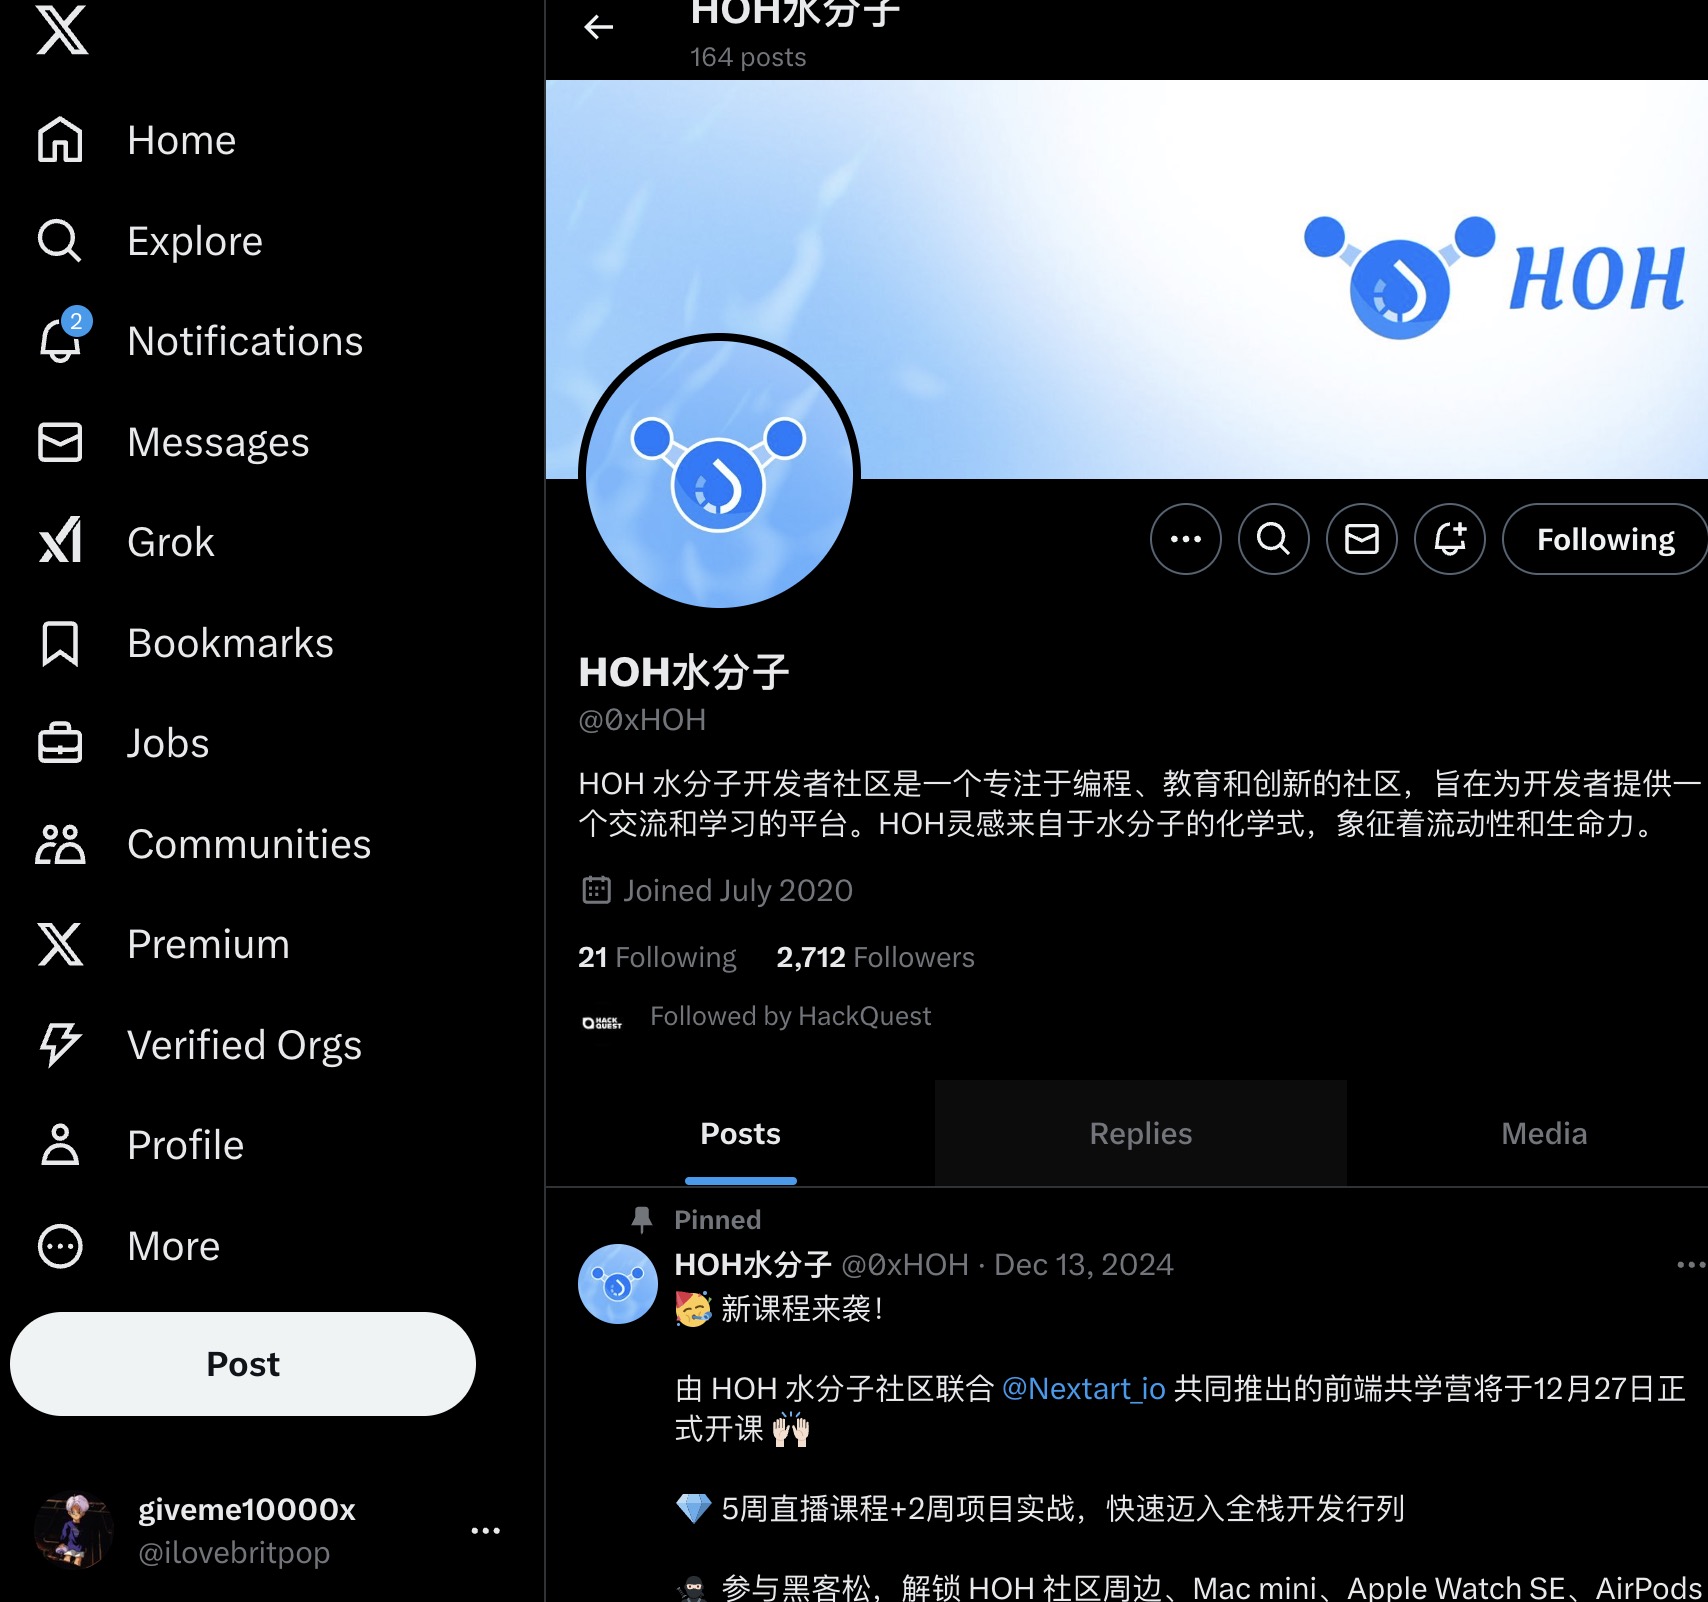 HOH水分子
164 posts
Home
Explore
2
Notifications
Messages
Grok
Bookmarks
Jobs
Communities
Premium
Verified Orgs
Profile
More
Post
giveme10000x
@ilovebritpop
HOH
Following
HOH水分子
@0xHOH
HOH 水分子开发者社区是一个专注于编程、教育和创新的社区，旨在为开发者提供一
个交流和学习的平台。HOH灵感来自于水分子的化学式，象征着流动性和生命力。
Joined July 2020
21 Following 2,712 Followers
HACK
QUEST
Followed by HackQuest
Posts Replies Media
Pinned
HOH水分子 @0xHOH · Dec 13, 2024
🥳 新课程来袭！
由 HOH 水分子社区联合 @Nextart_io 共同推出的前端共学营将于12月27日正
式开课 🙌🏻
💎 5周直播课程+2周项目实战，快速迈入全栈开发行列
🥷 参与黑客松，解锁 HOH 社区周边、Mac mini、Apple Watch SE、AirPods